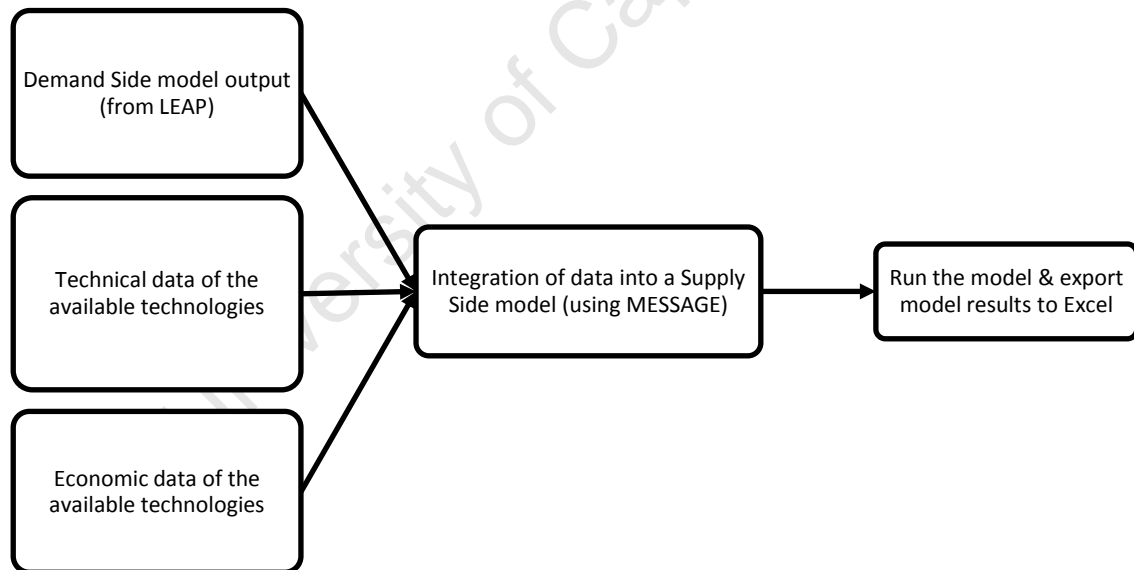 Demand Side model output
(from LEAP)
Technical data of the
available technologies
Economic data of the
available technologies
Integration of data into a Supply
Side model (using MESSAGE)
Run the model & export
model results to Excel